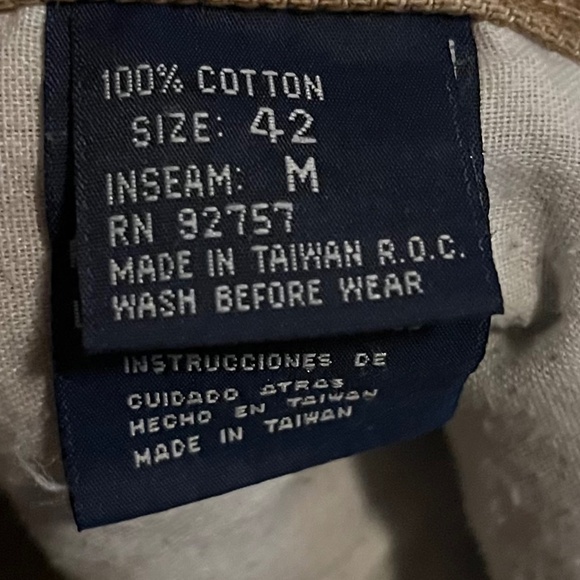 100% COTTON
SIZE: 42
INSEAM: M
RN 92757
MADE IN TAIWAN R.O.C.
WASH BEFORE WEAR
INSTRUCCIONES DE
CUIDADO ATRAS
HECHO EN TAIWAN
MADE IN TAIWAN